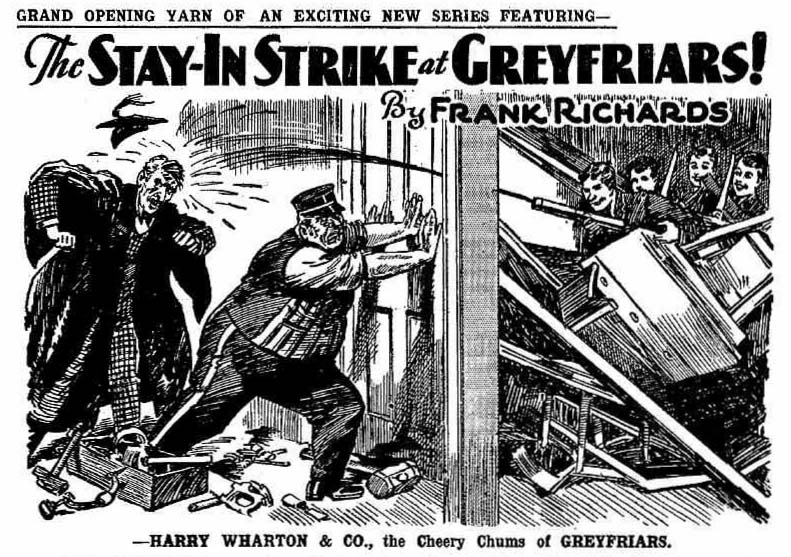 GRAND OPENING YARN OF AN EXCITING NEW SERIES FEATURING—
The STAY-IN STRIKE at GREYFRIARS!
By FRANK RICHARDS
—HARRY WHARTON & CO., the Cheery Chums of GREYFRIARS.